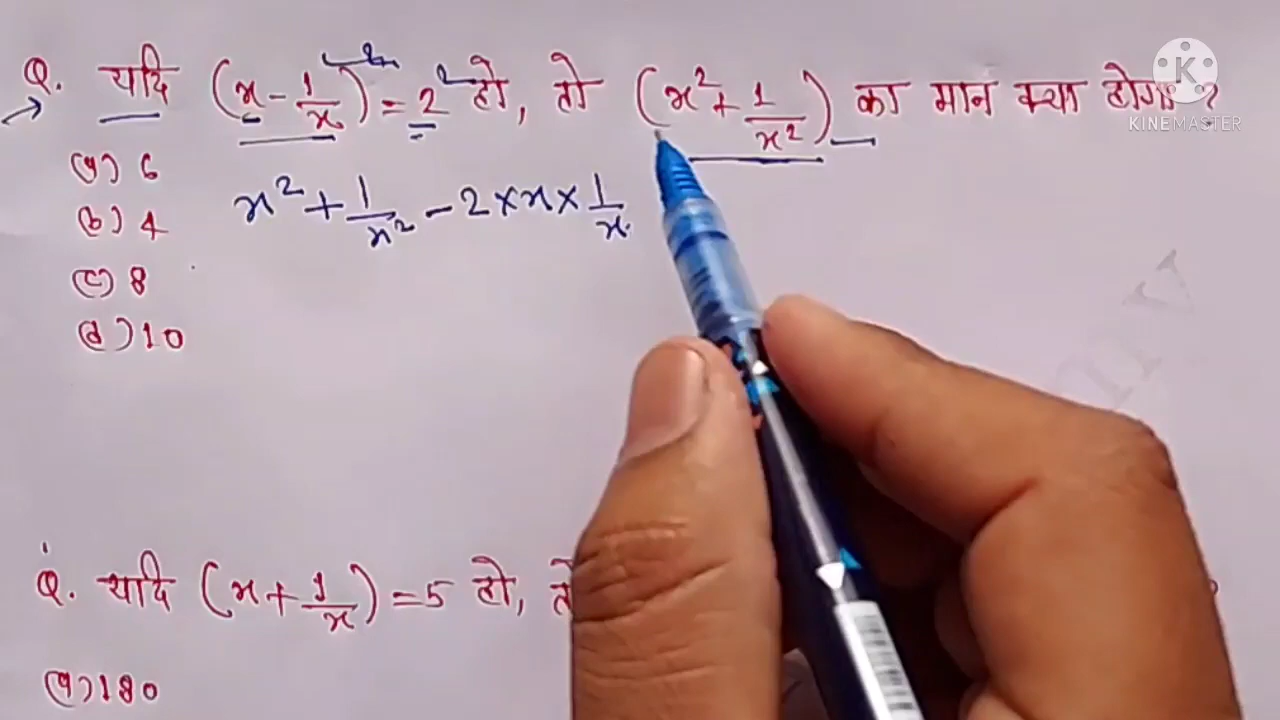 Q. यदि (x - 1/x)² = 2² हो, तो (x² + 1/x²) का मान क्या होगा ?
(a) 6
(b) 4
(c) 8
(d) 10
x² + 1/x² - 2 × x × 1/x
Q. यदि (x + 1/x) = 5 हो,
(a) 180
K
KINEMASTER